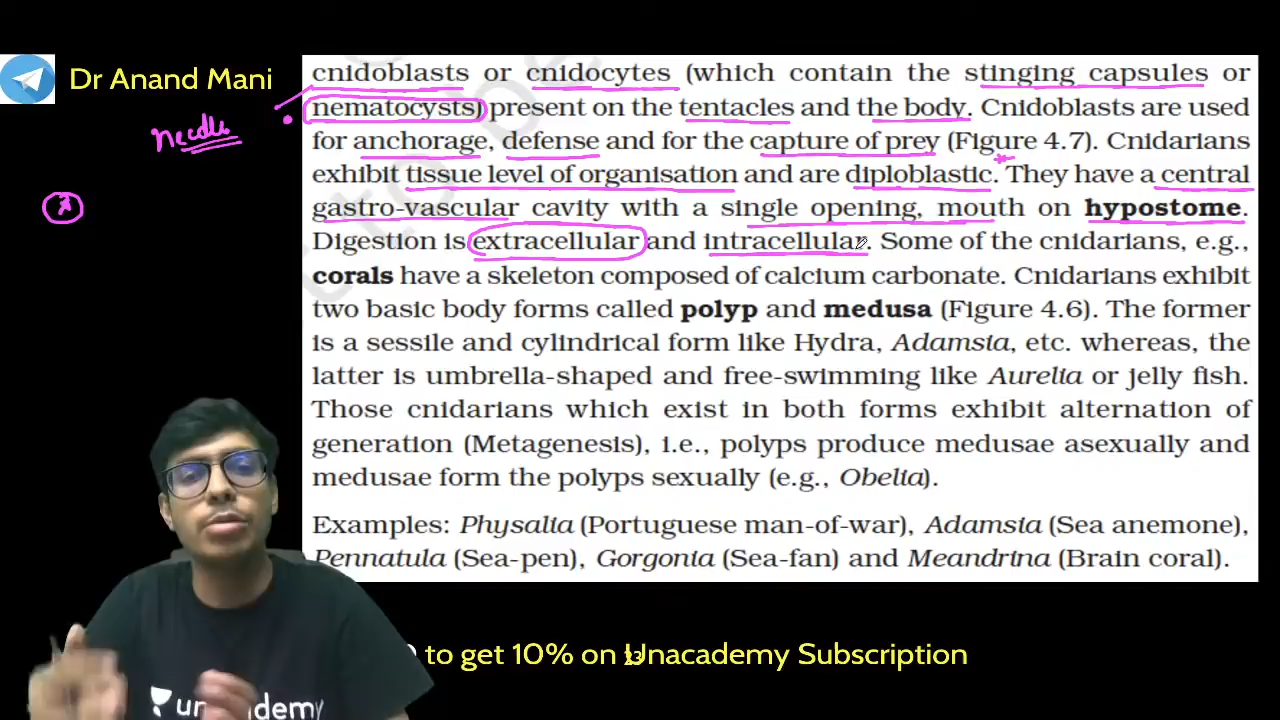 Dr Anand Mani
Needle
cnidoblasts or cnidocytes (which contain the stinging capsules or
nematocysts) present on the tentacles and the body. Cnidoblasts are used
for anchorage, defense and for the capture of prey (Figure 4.7). Cnidarians
exhibit tissue level of organisation and are diploblastic. They have a central
gastro-vascular cavity with a single opening, mouth on hypostome.
Digestion is extracellular and intracellular. Some of the cnidarians, e.g.,
corals have a skeleton composed of calcium carbonate. Cnidarians exhibit
two basic body forms called polyp and medusa (Figure 4.6). The former
is a sessile and cylindrical form like Hydra, Adamsia, etc. whereas, the
latter is umbrella-shaped and free-swimming like Aurelia or jelly fish.
Those cnidarians which exist in both forms exhibit alternation of
generation (Metagenesis), i.e., polyps produce medusae asexually and
medusae form the polyps sexually (e.g., Obelia).
Examples: Physalia (Portuguese man-of-war), Adamsia (Sea anemone),
Pennatula (Sea-pen), Gorgonia (Sea-fan) and Meandrina (Brain coral).
to get 10% on Unacademy Subscription
23